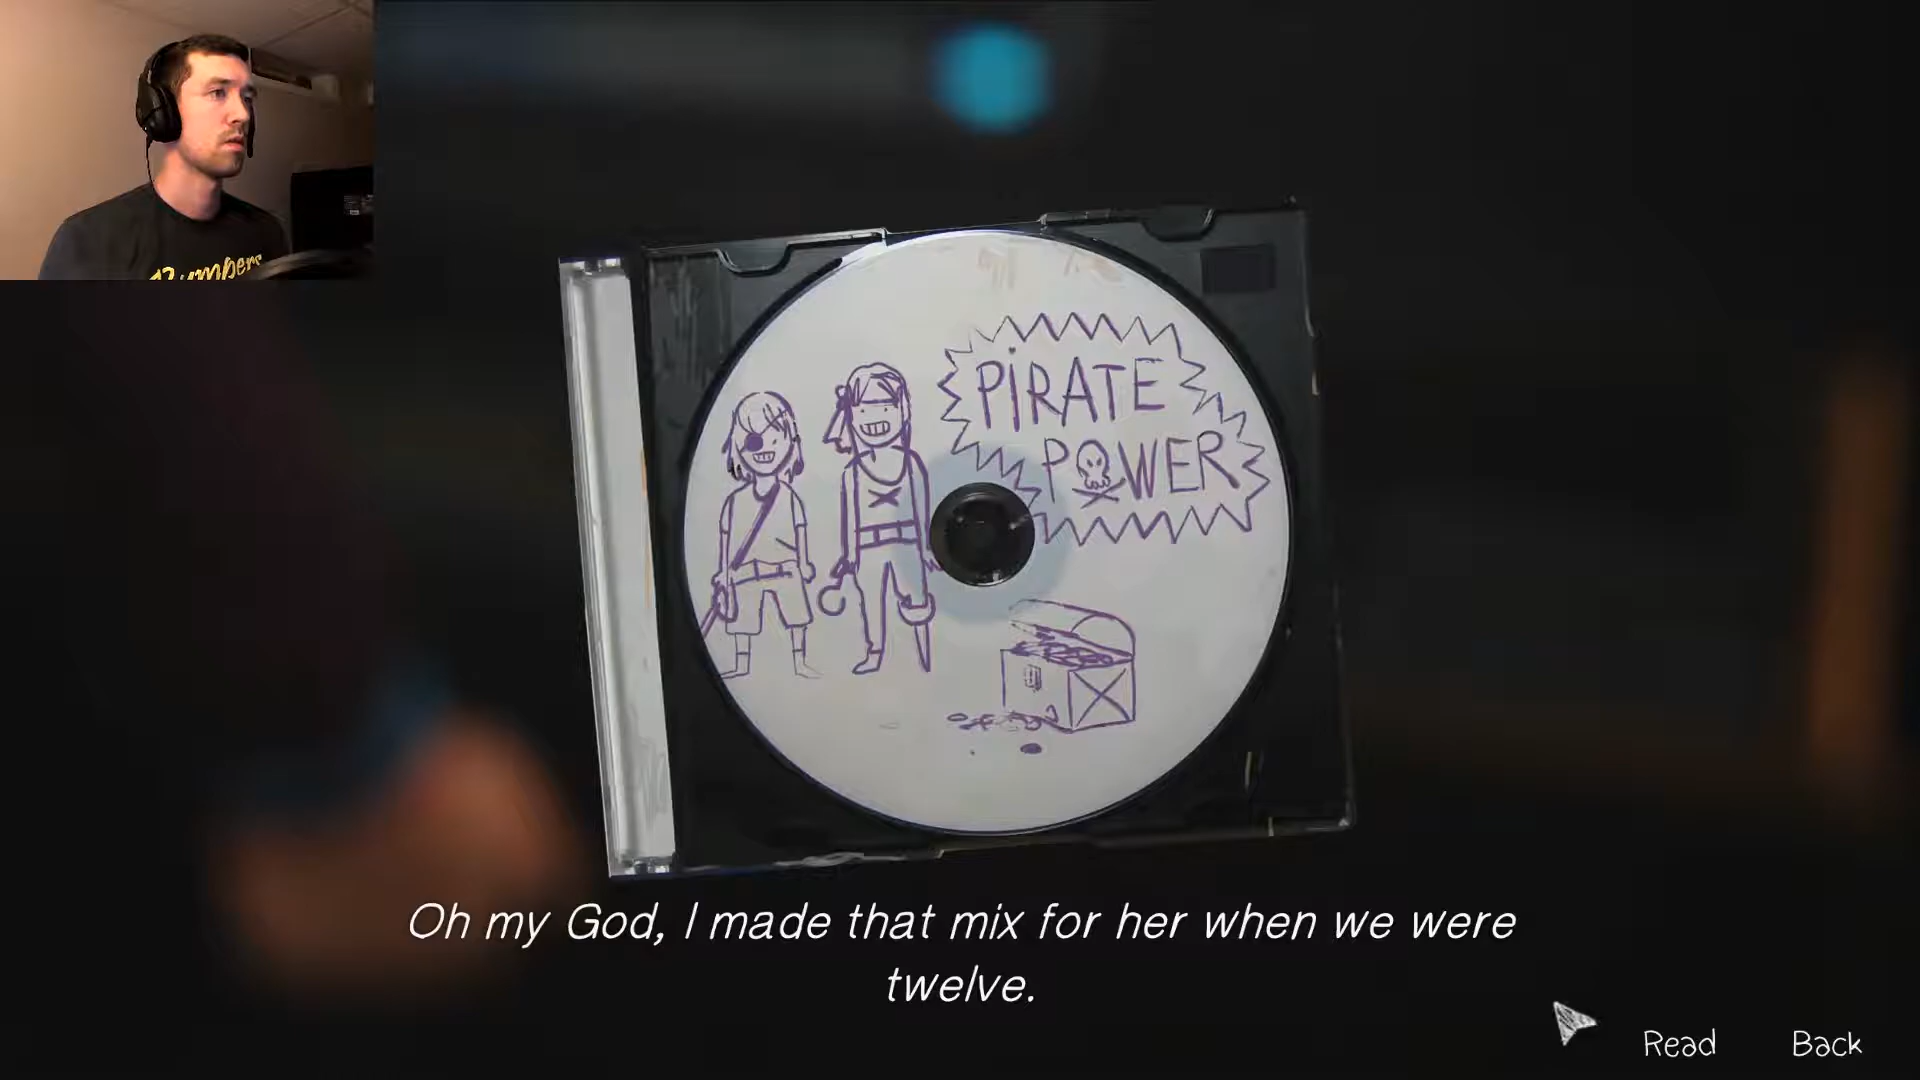 PiRATE
POWER
Oh my God, I made that mix for her when we were
twelve.
Read
Back